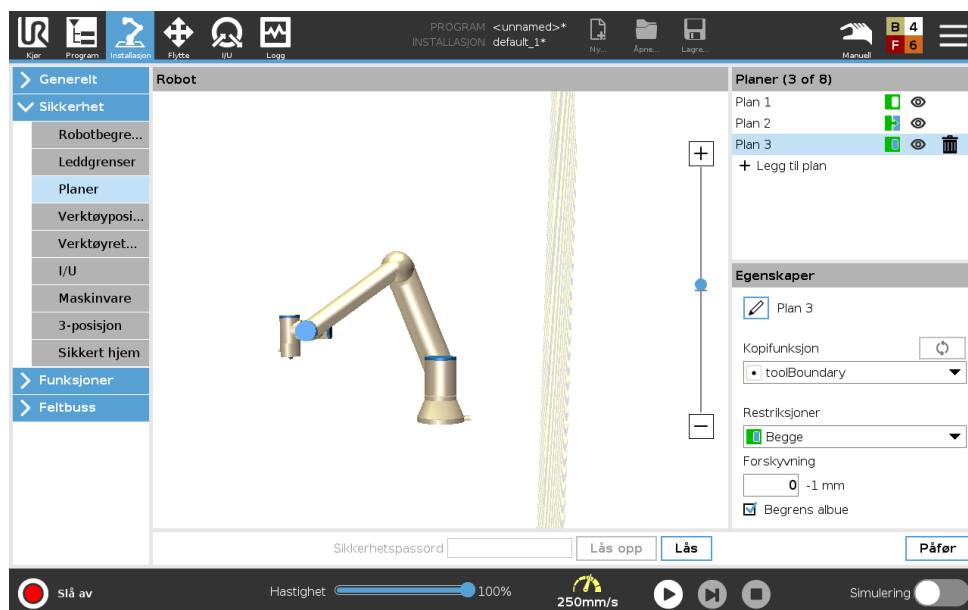 UR
PROGRAM <unnamed>*
INSTALLASJON default_1*
Kjør
Program
Installasjon
Flytte
I/U
Logg
Ny...
Åpne...
Lagre...
Manuell
B 4
F 6
Generelt
Sikkerhet
Robotbegre...
Leddgrenser
Planer
Verktøyposi...
Verktøyret...
I/U
Maskinvare
3-posisjon
Sikkert hjem
Funksjoner
Feltbuss
Robot
Planer (3 of 8)
Plan 1
Plan 2
Plan 3
+ Legg til plan
Egenskaper
Plan 3
Kopifunksjon
toolBoundary
Restriksjoner
Begge
Forskyvning
0 -1 mm
Begrens albue
Sikkerhetspassord
Lås opp
Lås
Påfør
Slå av
Hastighet
100%
250mm/s
Simulering